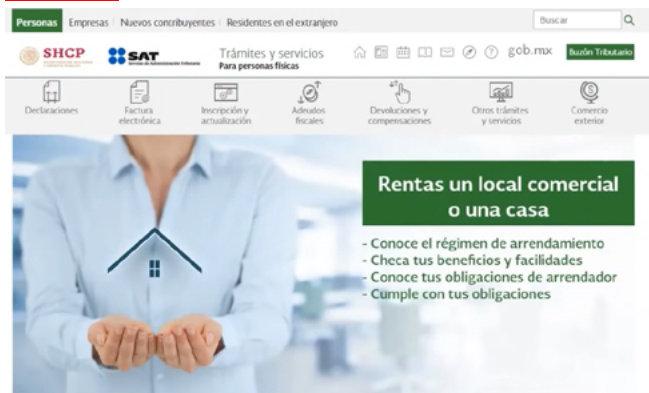 Personas Empresas Nuevos contribuyentes Residentes en el extranjero Buscar
SHCP SAT Trámites y servicios gob.mx Buzón Tributario
Para personas físicas
Declaraciones Factura electrónica Inscripción y actualización Adeudos fiscales Devoluciones y compensaciones Otros trámites y servicios Comercio exterior
Rentas un local comercial
o una casa
- Conoce el régimen de arrendamiento
- Checa tus beneficios y facilidades
- Conoce tus obligaciones de arrendador
- Cumple con tus obligaciones